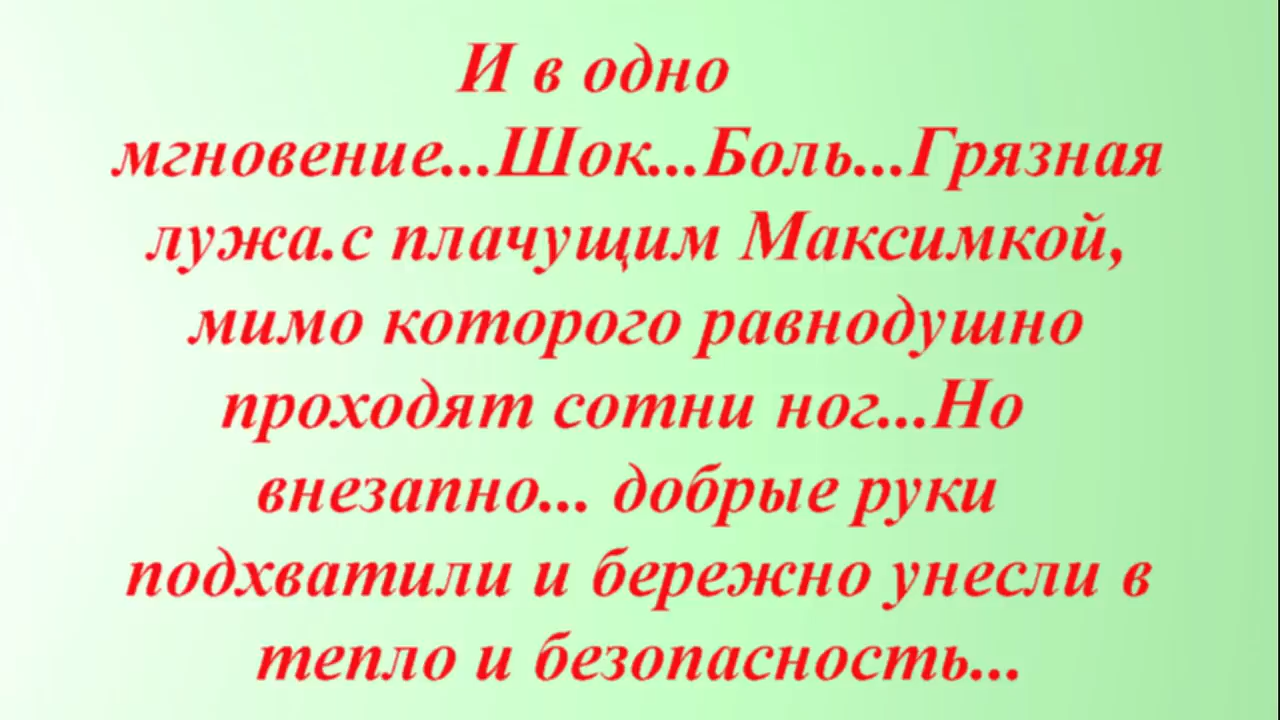 И в одно
мгновение...Шок...Боль...Грязная
лужа.с плачущим Максимкой,
мимо которого равнодушно
проходят сотни ног...Но
внезапно... добрые руки
подхватили и бережно унесли в
тепло и безопасность...